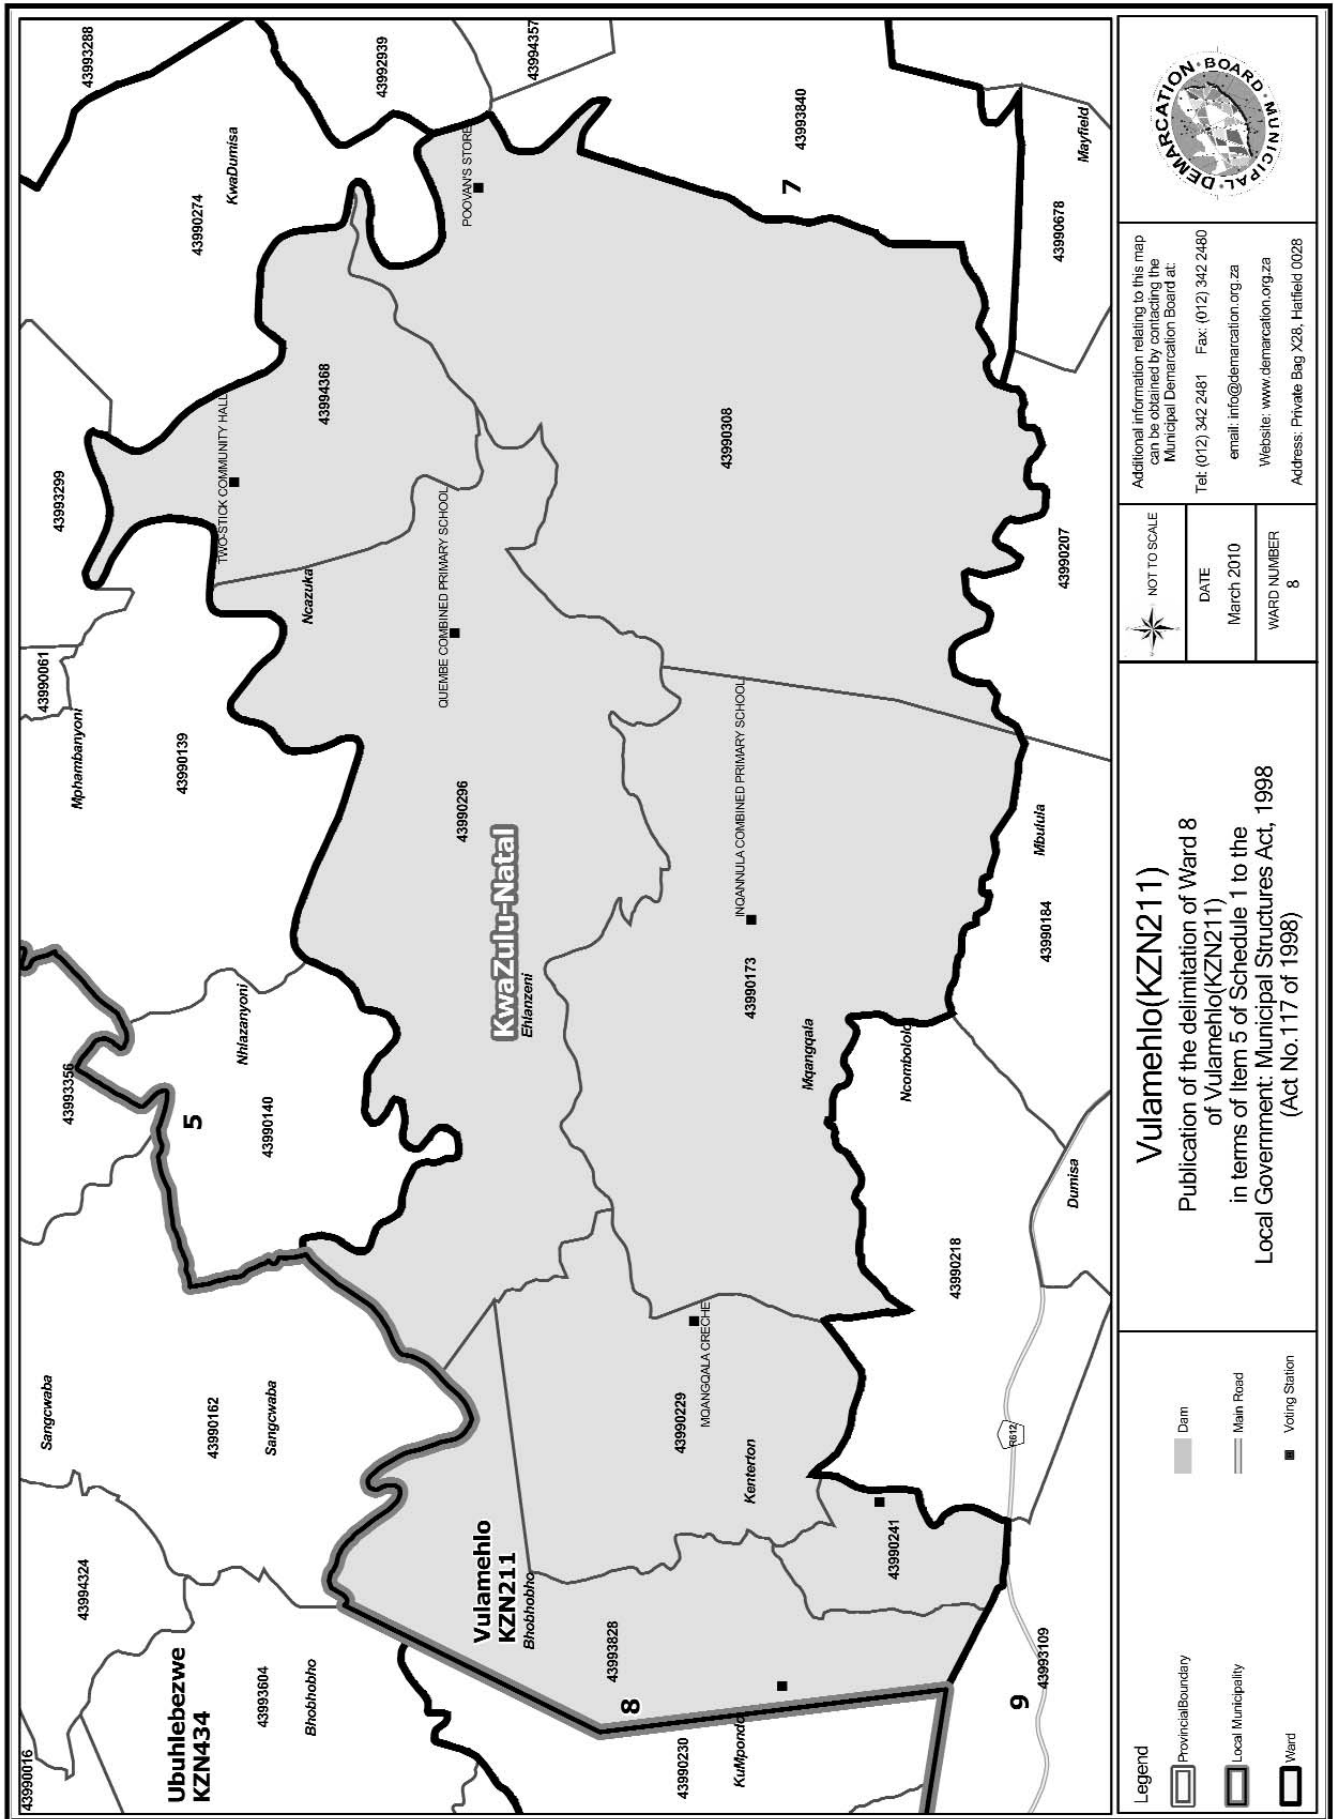 43990016
43994324
Ubuhlebezwe
KZN434
43993604
Bhobhobho
Sangcwaba
43990162
Sangcwaba
43993356
5
Nhlazanyoni
43990140
43990061
Mphambanyoni
43990139
43993299
43993288
43990274
KwaDumisa
43992939
43994357
TWO-STICK COMMUNITY HALL
43994368
Ncazuka
POOVAN'S STORE
QUEMBE COMBINED PRIMARY SCHOOL
43990296
KwaZulu-Natal
Ehlanzeni
Vulamehlo
KZN211
Bhobhobho
43993828
8
43990230
KuMpondo
43990229
MQANGQALA CRECHE
Kenterton
43990241
INQANNULA COMBINED PRIMARY SCHOOL
43990173
Mqangqala
43990308
7
43993840
Ncombololo
43990218
Dumisa
R612
9
43993109
Mbulula
43990184
43990207
43990678
Mayfield
Legend
ProvincialBoundary
Local Municipality
Ward
Dam
Main Road
Voting Station
Vulamehlo(KZN211)
Publication of the delimitation of Ward 8
of Vulamehlo(KZN211)
in terms of Item 5 of Schedule 1 to the
Local Government: Municipal Structures Act, 1998
(Act No.117 of 1998)
NOT TO SCALE
DATE
March 2010
WARD NUMBER
8
Additional information relating to this map
can be obtained by contacting the
Municipal Demarcation Board at:
Tel: (012) 342 2481 Fax: (012) 342 2480
email: info@demarcation.org.za
Website: www.demarcation.org.za
Address: Private Bag X28, Hatfield 0028
MUNICIPAL DEMARCATION BOARD